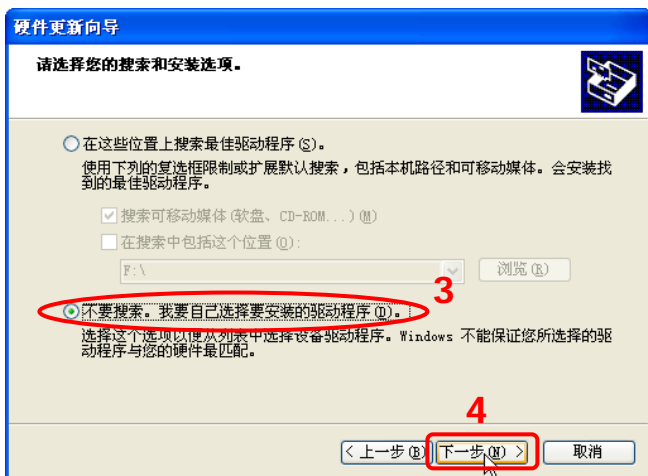 硬件更新向导
请选择您的搜索和安装选项。
在这些位置上搜索最佳驱动程序(S)。
使用下列的复选框限制或扩展默认搜索，包括本机路径和可移动媒体。会安装找
到的最佳驱动程序。
搜索可移动媒体(软盘、CD-ROM...)(M)
在搜索中包括这个位置(O):
F:\
浏览(R)
3
不要搜索。我要自己选择要安装的驱动程序(D)。
选择这个选项以便从列表中选择设备驱动程序。Windows 不能保证您所选择的驱
动程序与您的硬件最匹配。
4
< 上一步(B) 下一步(N) > 取消